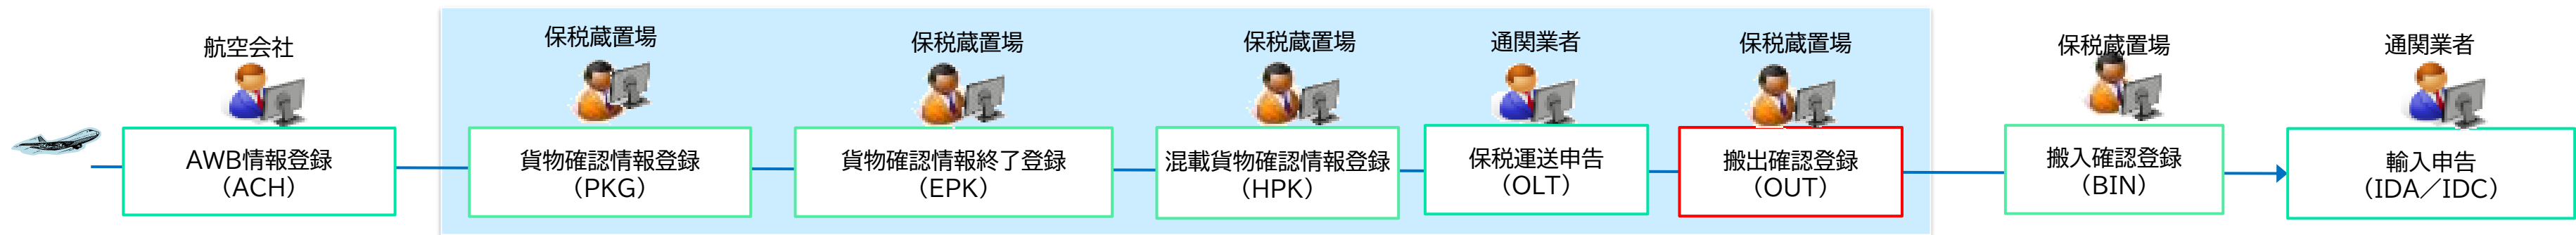 航空会社
AWB情報登録
（ACH）
保税蔵置場
貨物確認情報登録
（PKG）
保税蔵置場
貨物確認情報終了登録
（EPK）
保税蔵置場
混載貨物確認情報登録
（HPK）
通関業者
保税運送申告
（OLT）
保税蔵置場
搬出確認登録
（OUT）
保税蔵置場
搬入確認登録
（BIN）
通関業者
輸入申告
（IDA／IDC）